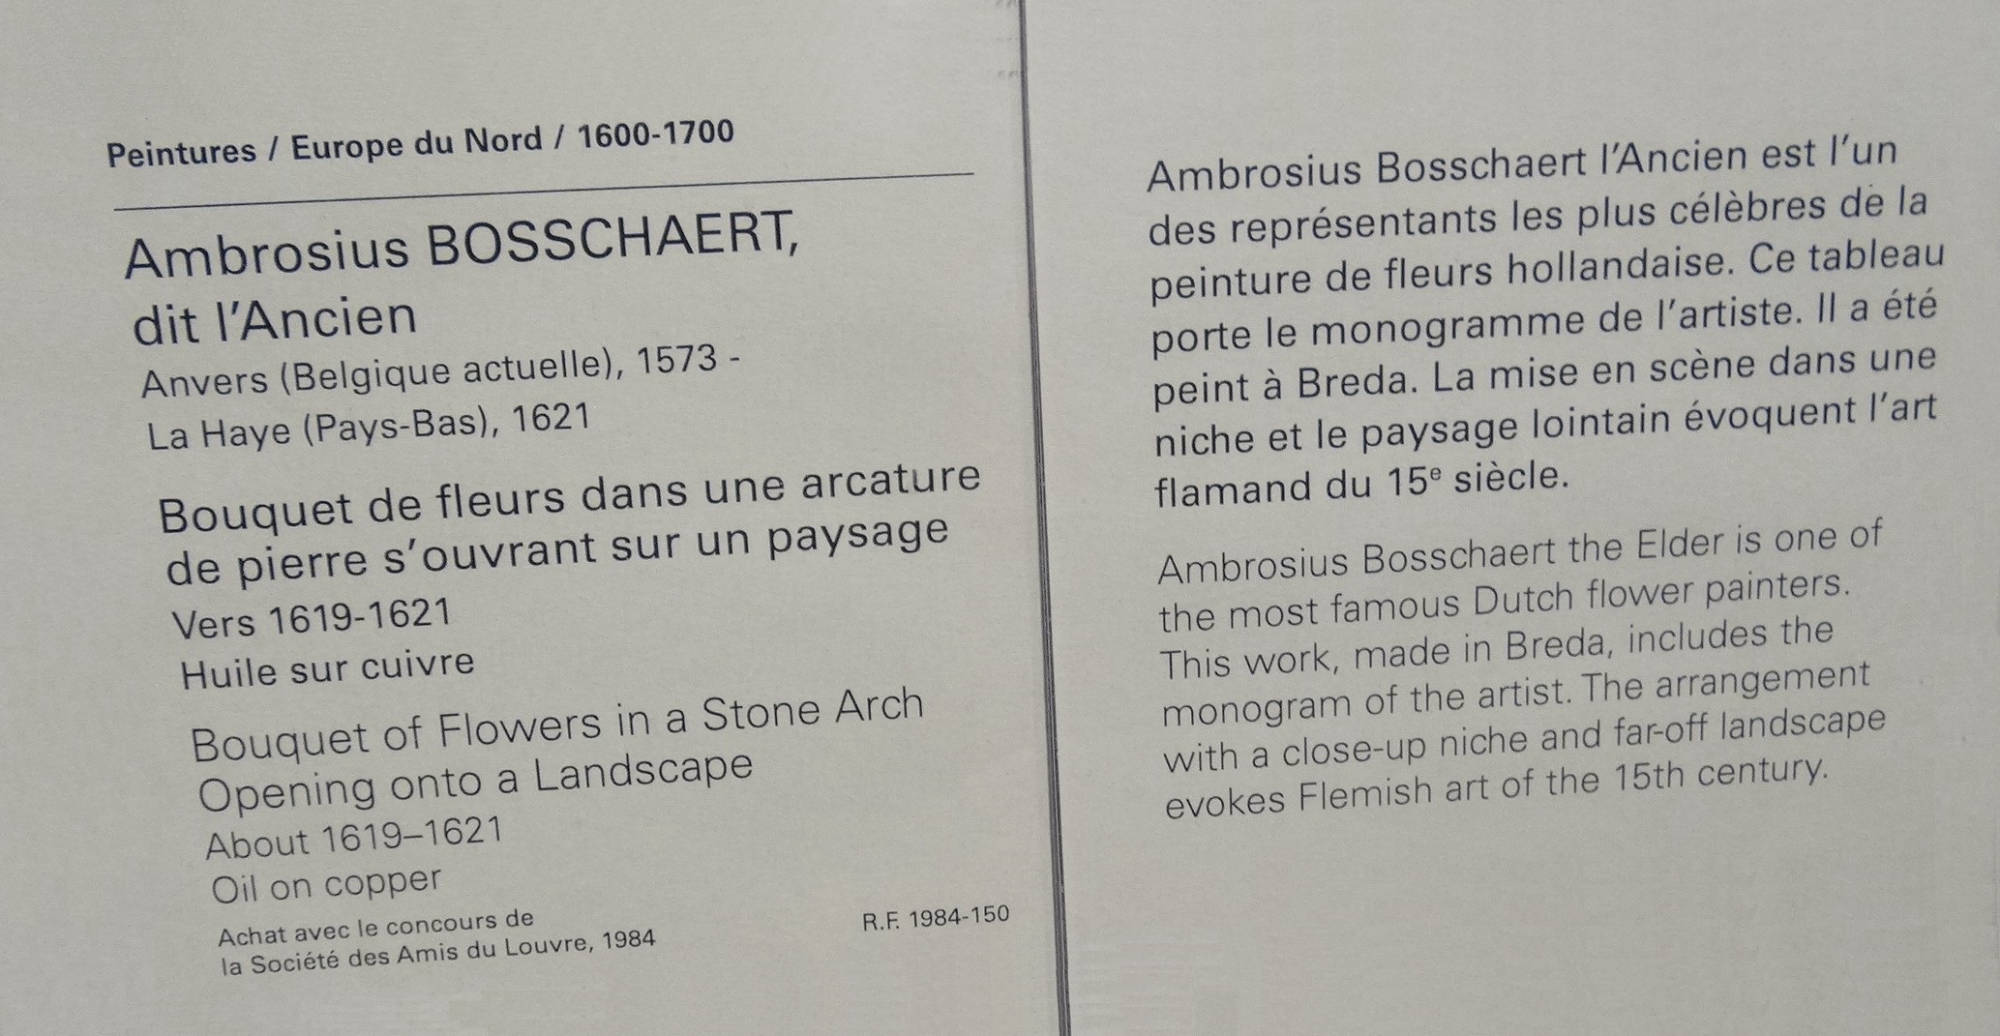 Peintures / Europe du Nord / 1600-1700
Ambrosius BOSSCHAERT,
dit l'Ancien
Anvers (Belgique actuelle), 1573 -
La Haye (Pays-Bas), 1621
Bouquet de fleurs dans une arcature
de pierre s'ouvrant sur un paysage
Vers 1619-1621
Huile sur cuivre
Bouquet of Flowers in a Stone Arch
Opening onto a Landscape
About 1619–1621
Oil on copper
Achat avec le concours de
la Société des Amis du Louvre, 1984
R.F. 1984-150
Ambrosius Bosschaert l'Ancien est l'un
des représentants les plus célèbres de la
peinture de fleurs hollandaise. Ce tableau
porte le monogramme de l'artiste. Il a été
peint à Breda. La mise en scène dans une
niche et le paysage lointain évoquent l'art
flamand du 15e siècle.
Ambrosius Bosschaert the Elder is one of
the most famous Dutch flower painters.
This work, made in Breda, includes the
monogram of the artist. The arrangement
with a close-up niche and far-off landscape
evokes Flemish art of the 15th century.